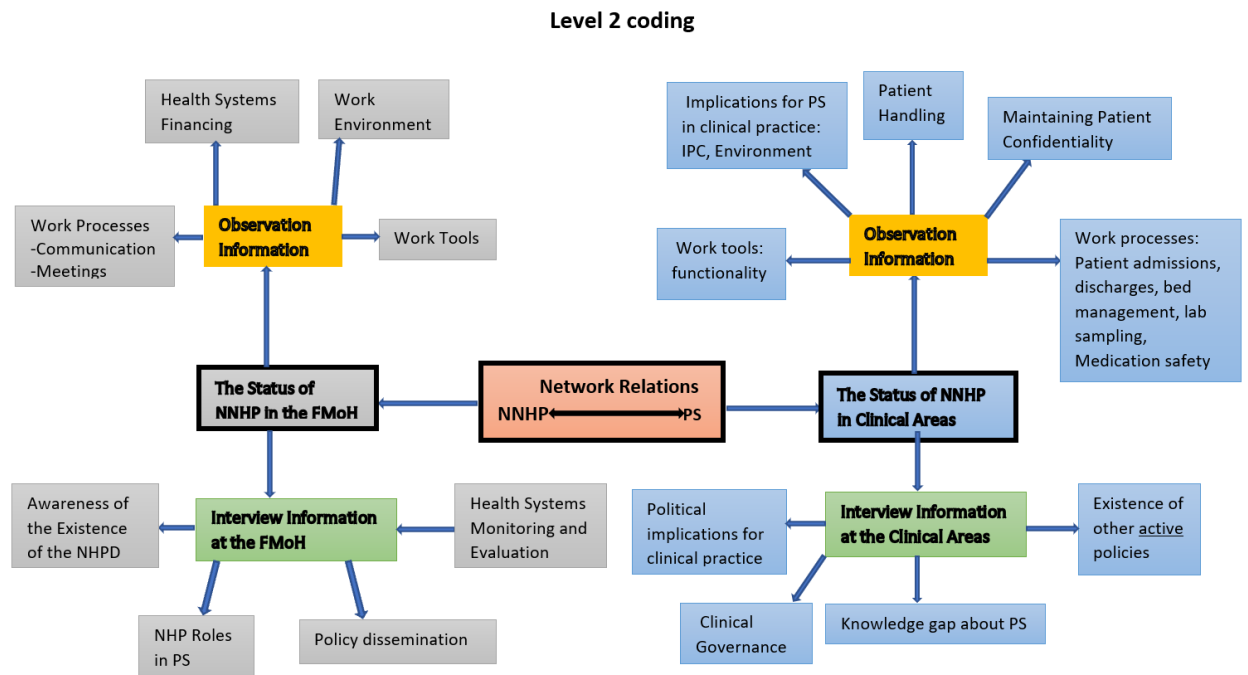 Level 2 coding
Health Systems
Financing
Work
Environment
Work Processes
-Communication
-Meetings
Observation
Information
Work Tools
Implications for PS
in clinical practice:
IPC, Environment
Patient
Handling
Maintaining Patient
Confidentiality
Work tools:
functionality
Observation
Information
Work processes:
Patient admissions,
discharges, bed
management, lab
sampling,
Medication safety
The Status of
NNHP in the FMoH
Network Relations
NNHP PS
The Status of NNHP
in Clinical Areas
Awareness of
the Existence
of the NHPD
Interview Information
at the FMoH
Health Systems
Monitoring and
Evaluation
NHP Roles
in PS
Policy dissemination
Political
implications for
clinical practice
Interview Information
at the Clinical Areas
Existence of
other active
policies
Clinical
Governance
Knowledge gap about PS